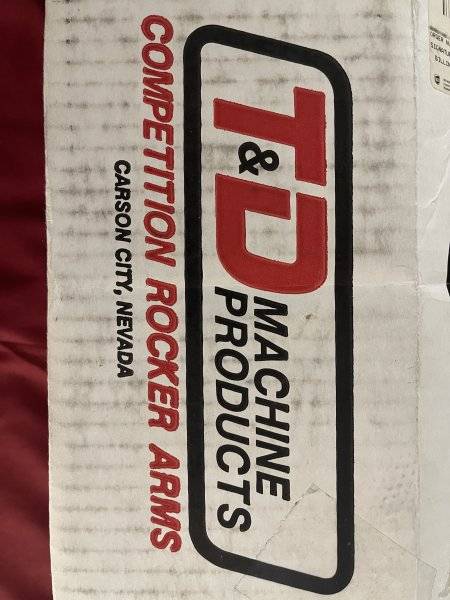 T&D
MACHINE
PRODUCTS
COMPETITION ROCKER ARMS
CARSON CITY, NEVADA